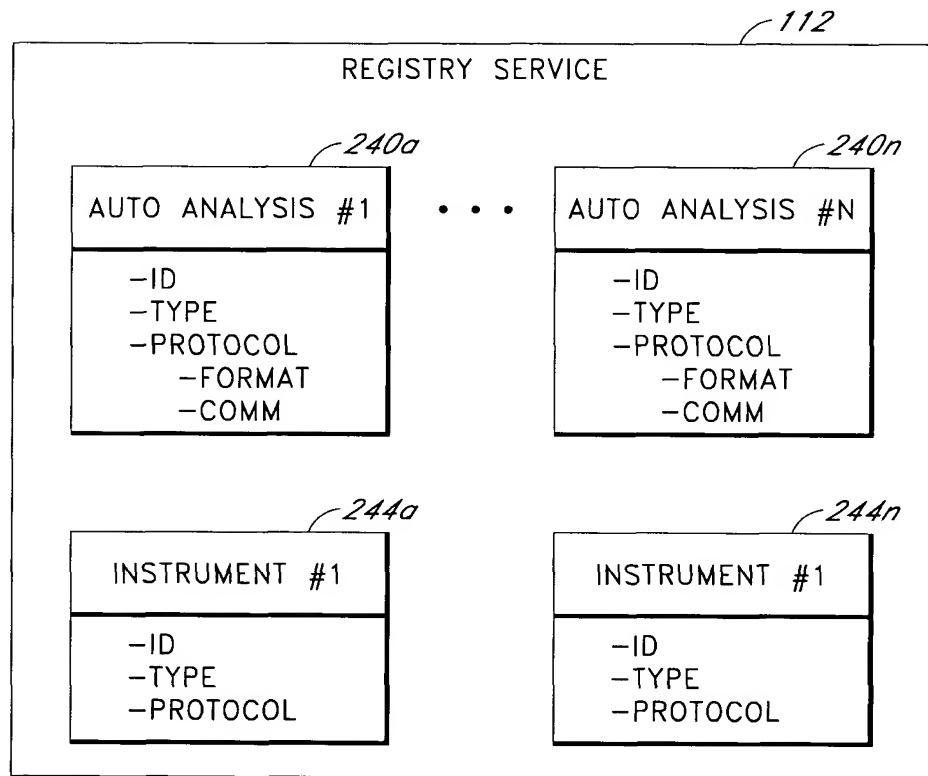 112
REGISTRY SERVICE
240a
240n
AUTO ANALYSIS #1
• • •
AUTO ANALYSIS #N
-ID
-TYPE
-PROTOCOL
-FORMAT
-COMM
-ID
-TYPE
-PROTOCOL
-FORMAT
-COMM
244a
244n
INSTRUMENT #1
INSTRUMENT #1
-ID
-TYPE
-PROTOCOL
-ID
-TYPE
-PROTOCOL